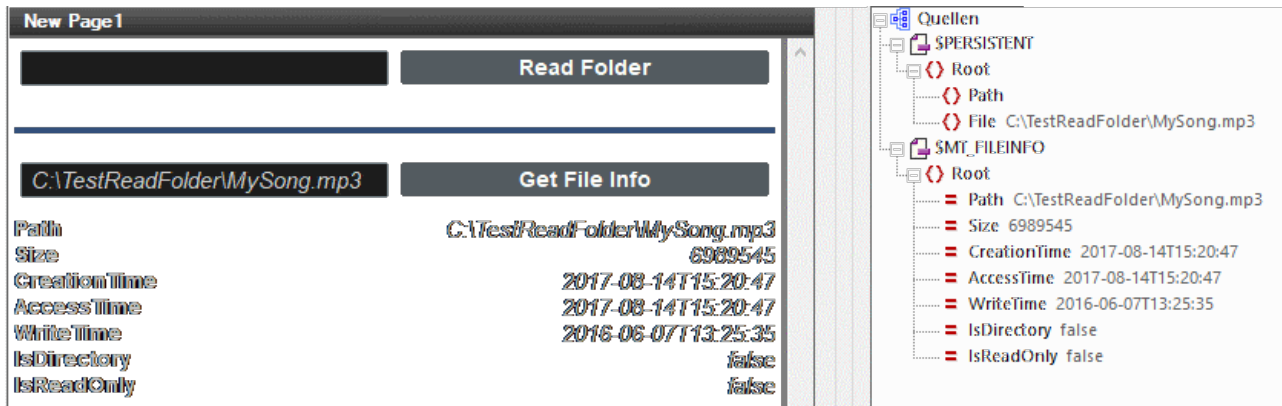 New Page1
Read Folder
C:\TestReadFolder\MySong.mp3
Get File Info
Path C:\TestReadFolder\MySong.mp3
Size 6989545
CreationTime 2017-08-14T15:20:47
AccessTime 2017-08-14T15:20:47
WriteTime 2016-06-07T13:25:35
IsDirectory false
IsReadOnly false
Quellen
$PERSISTENT
Root
Path
File C:\TestReadFolder\MySong.mp3
$MT_FILEINFO
Root
Path C:\TestReadFolder\MySong.mp3
Size 6989545
CreationTime 2017-08-14T15:20:47
AccessTime 2017-08-14T15:20:47
WriteTime 2016-06-07T13:25:35
IsDirectory false
IsReadOnly false